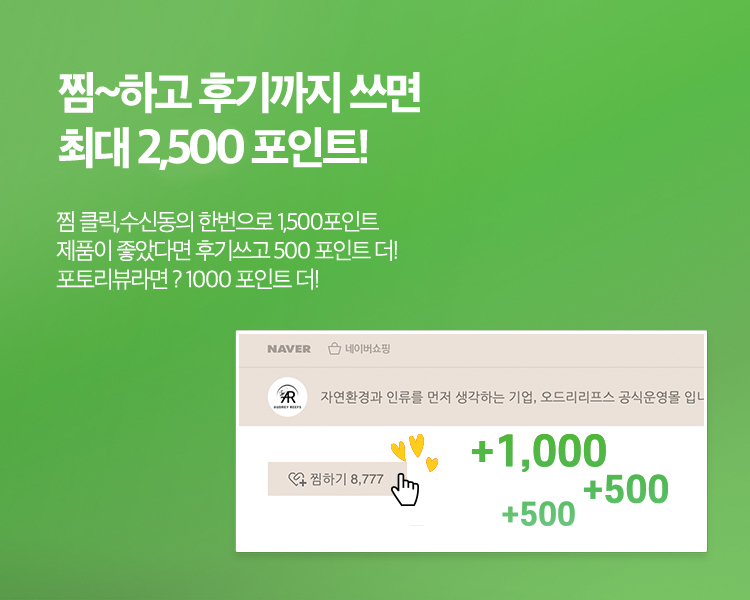 찜~하고 후기까지 쓰면
최대 2,500 포인트!
찜 클릭,수신동의 한번으로 1,500포인트
제품이 좋았다면 후기쓰고 500 포인트 더!
포토리뷰라면 ? 1000 포인트 더!
NAVER 네이버쇼핑
AR
AUDREY REEFS
자연환경과 인류를 먼저 생각하는 기업, 오드리리프스 공식운영몰 입니
찜하기 8,777
+1,000
+500
+500